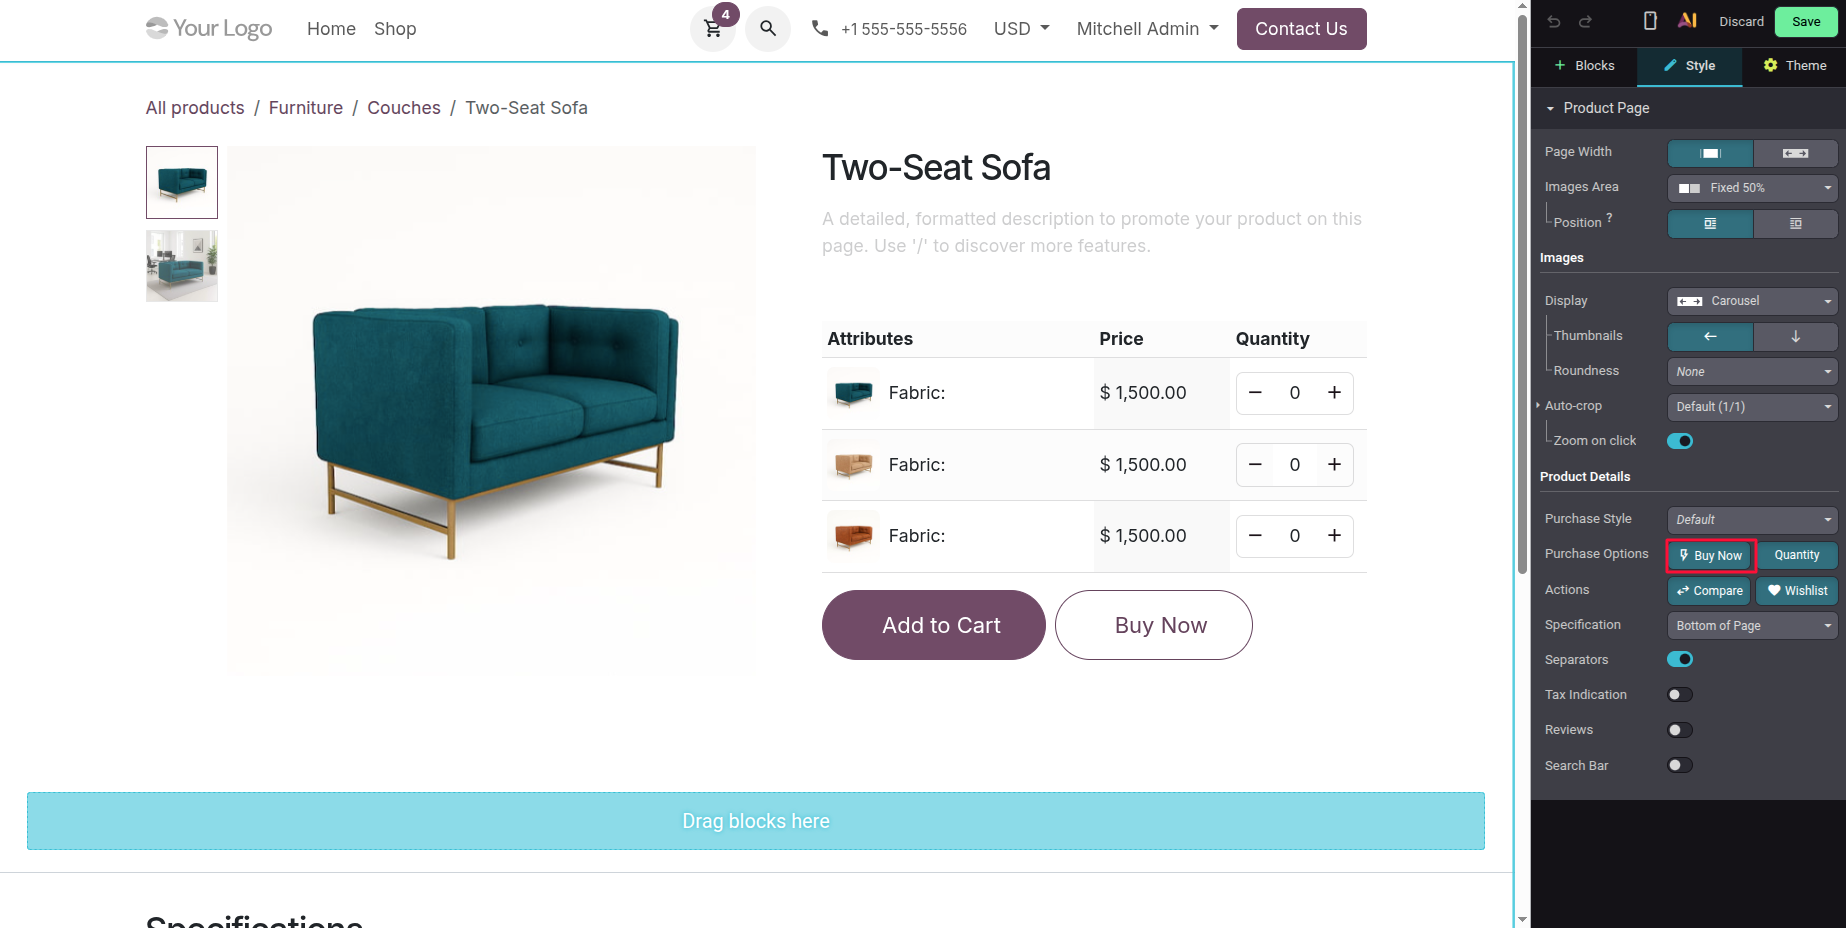 Your Logo
Home
Shop
4
+1 555-555-5556
USD
Mitchell Admin
Contact Us
Discard
Save
Blocks
Style
Theme
All products / Furniture / Couches / Two-Seat Sofa
Two-Seat Sofa
A detailed, formatted description to promote your product on this
page. Use '/' to discover more features.
Attributes Price Quantity
Fabric: $ 1,500.00 − 0 +
Fabric: $ 1,500.00 − 0 +
Fabric: $ 1,500.00 − 0 +
Add to Cart
Buy Now
Drag blocks here
Specifications
Product Page
Page Width
Images Area Fixed 50%
Position ?
Images
Display Carousel
Thumbnails
Roundness None
Auto-crop Default (1/1)
Zoom on click
Product Details
Purchase Style Default
Purchase Options Buy Now Quantity
Actions Compare Wishlist
Specification Bottom of Page
Separators
Tax Indication
Reviews
Search Bar